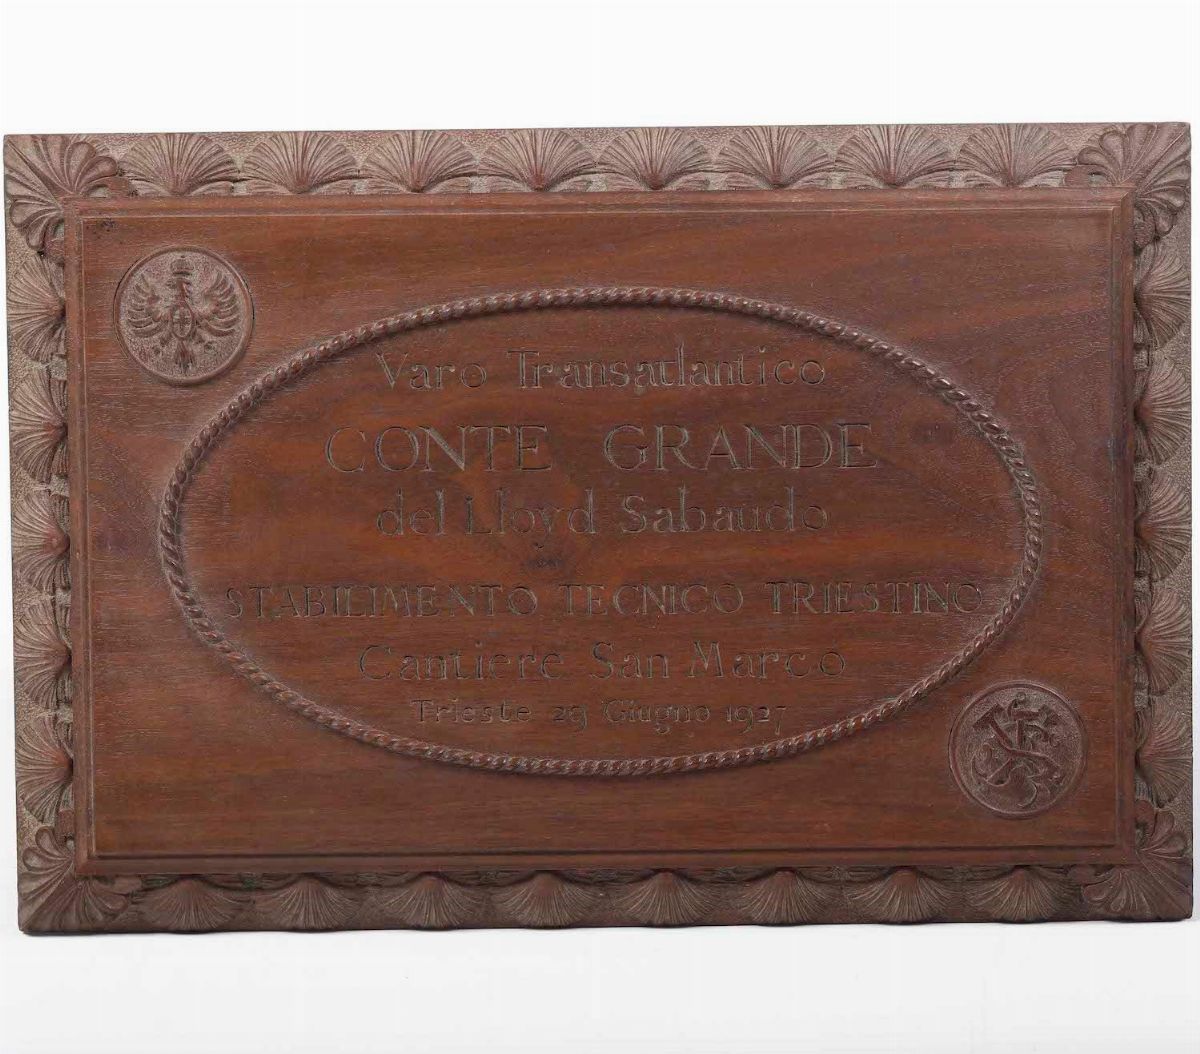 Varo Transatlantico
CONTE GRANDE
del Lloyd Sabaudo
STABILIMENTO TECNICO TRIESTINO
Cantiere San Marco
Trieste 29 Giugno 1927